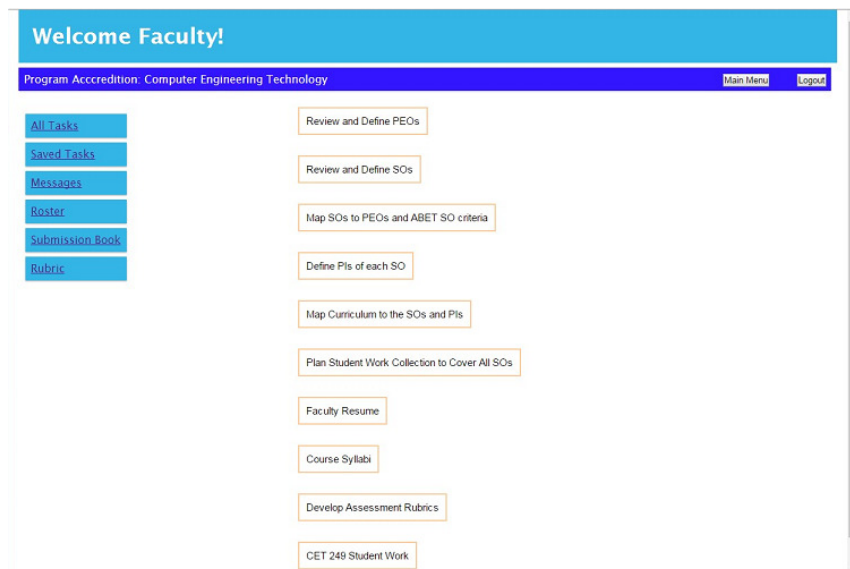 Welcome Faculty!
Program Acccredition: Computer Engineering Technology
Main Menu
Logout
All Tasks
Saved Tasks
Messages
Roster
Submission Book
Rubric
Review and Define PEOs
Review and Define SOs
Map SOs to PEOs and ABET SO criteria
Define PIs of each SO
Map Curriculum to the SOs and PIs
Plan Student Work Collection to Cover All SOs
Faculty Resume
Course Syllabi
Develop Assessment Rubrics
CET 249 Student Work